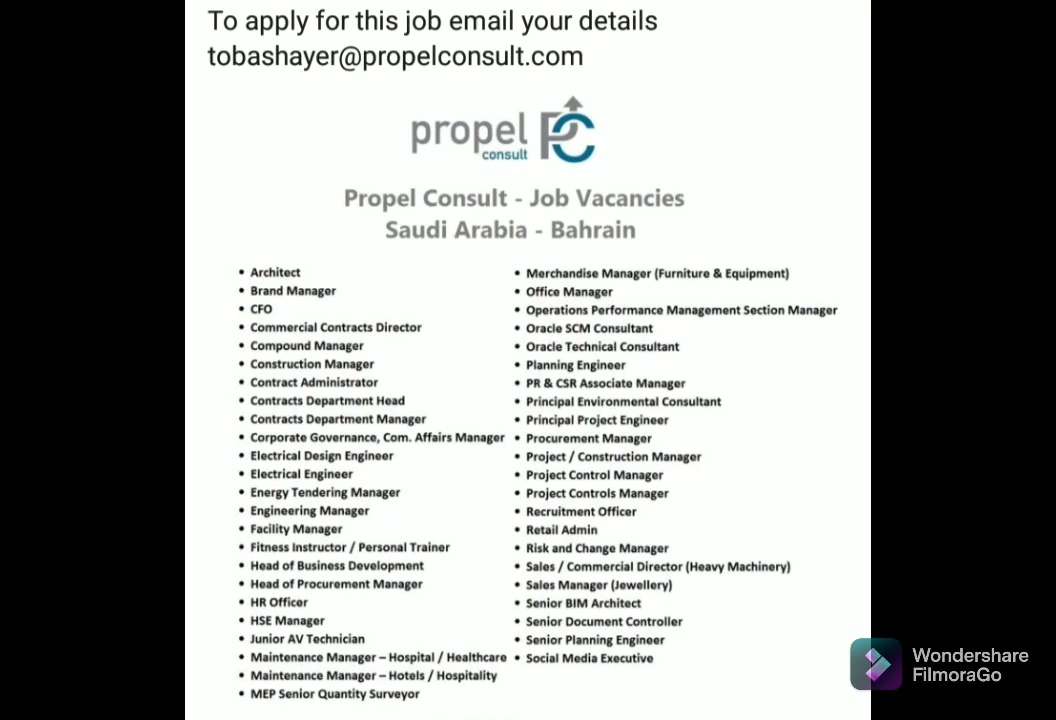 To apply for this job email your details
tobashayer@propelconsult.com
propel PC
consult
Propel Consult - Job Vacancies
Saudi Arabia - Bahrain
• Architect
• Brand Manager
• CFO
• Commercial Contracts Director
• Compound Manager
• Construction Manager
• Contract Administrator
• Contracts Department Head
• Contracts Department Manager
• Corporate Governance, Com. Affairs Manager
• Electrical Design Engineer
• Electrical Engineer
• Energy Tendering Manager
• Engineering Manager
• Facility Manager
• Fitness Instructor / Personal Trainer
• Head of Business Development
• Head of Procurement Manager
• HR Officer
• HSE Manager
• Junior AV Technician
• Maintenance Manager – Hospital / Healthcare
• Maintenance Manager – Hotels / Hospitality
• MEP Senior Quantity Surveyor
• Merchandise Manager (Furniture & Equipment)
• Office Manager
• Operations Performance Management Section Manager
• Oracle SCM Consultant
• Oracle Technical Consultant
• Planning Engineer
• PR & CSR Associate Manager
• Principal Environmental Consultant
• Principal Project Engineer
• Procurement Manager
• Project / Construction Manager
• Project Control Manager
• Project Controls Manager
• Recruitment Officer
• Retail Admin
• Risk and Change Manager
• Sales / Commercial Director (Heavy Machinery)
• Sales Manager (Jewellery)
• Senior BIM Architect
• Senior Document Controller
• Senior Planning Engineer
• Social Media Executive
Wondershare
FilmoraGo